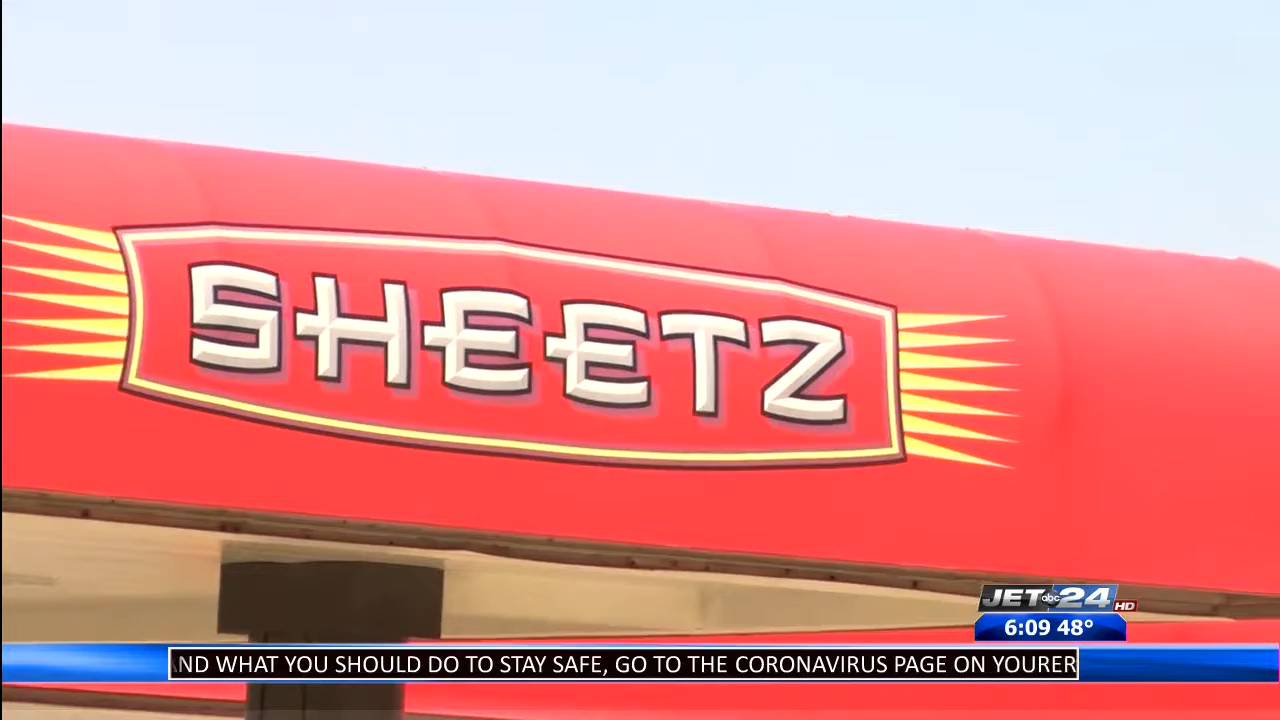 SHEETZ
JET abc 24 HD
6:09 48°
ND WHAT YOU SHOULD DO TO STAY SAFE, GO TO THE CORONAVIRUS PAGE ON YOURER